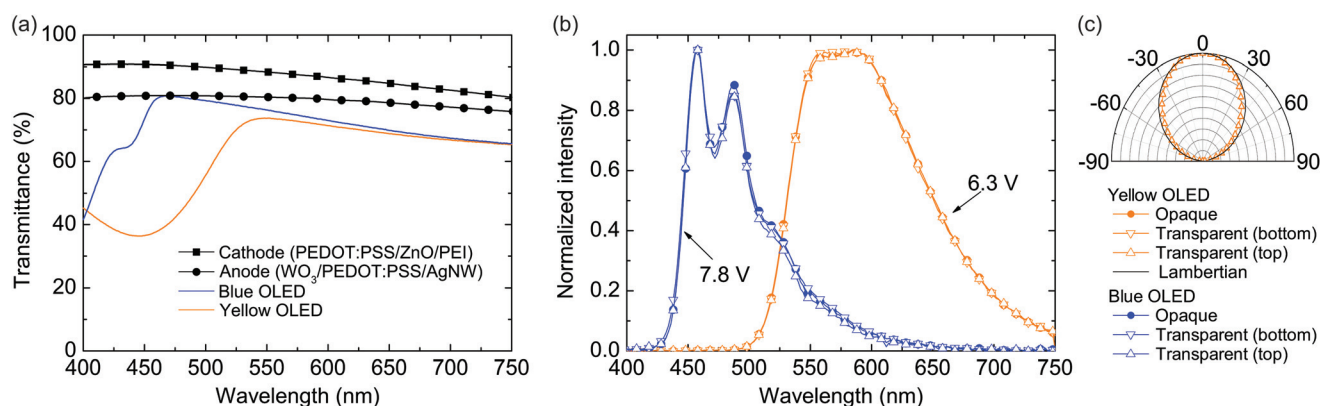 (a)
Transmittance (%)
100
80
60
40
20
0
400 450 500 550 600 650 700 750
Wavelength (nm)
Cathode (PEDOT:PSS/ZnO/PEI)
Anode (WO3/PEDOT:PSS/AgNW)
Blue OLED
Yellow OLED
(b)
Normalized intensity
1.0
0.8
0.6
0.4
0.2
0.0
400 450 500 550 600 650 700 750
Wavelength (nm)
7.8 V
6.3 V
(c)
0
-30 30
-60 60
-90 90
Yellow OLED
Opaque
Transparent (bottom)
Transparent (top)
Lambertian
Blue OLED
Opaque
Transparent (bottom)
Transparent (top)